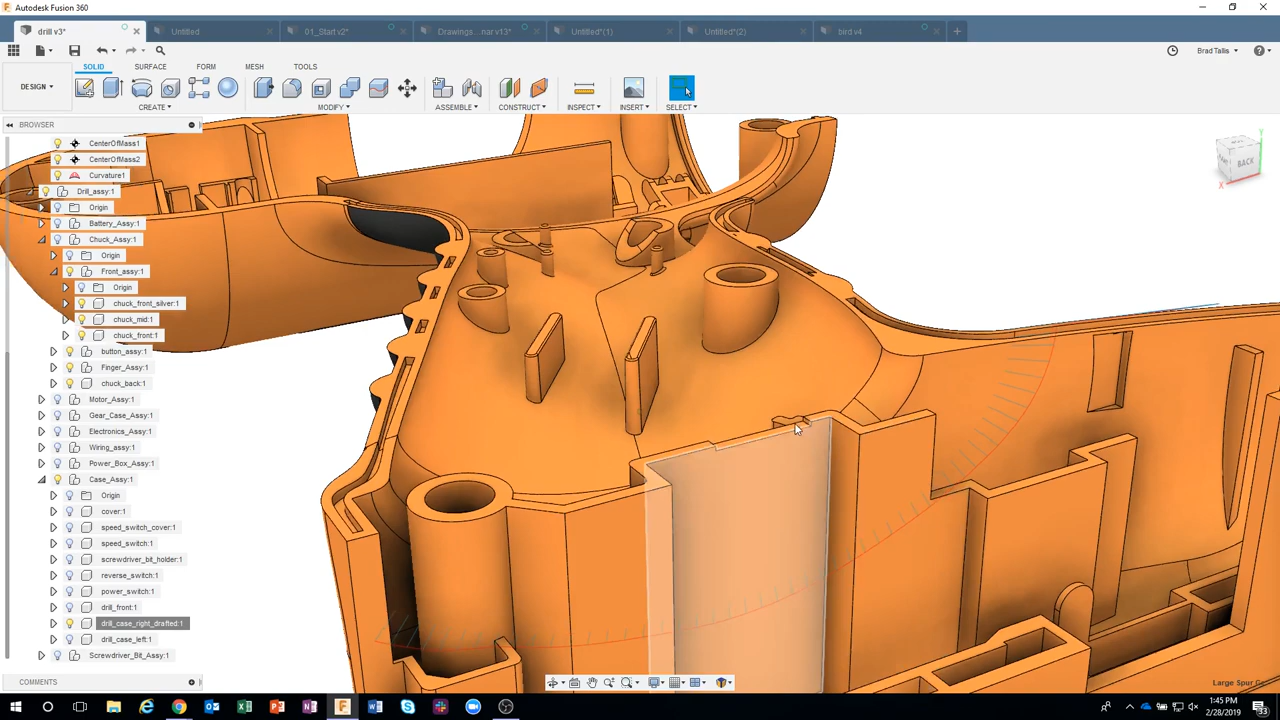 Autodesk Fusion 360
drill v3*
Untitled
01_Start v2*
Drawings...nar v13*
Untitled*(1)
Untitled*(2)
bird v4
Brad Tallis
SOLID SURFACE FORM MESH TOOLS
DESIGN
CREATE MODIFY ASSEMBLE CONSTRUCT INSPECT INSERT SELECT
BROWSER
CenterOfMass1
CenterOfMass2
Curvature1
Drill_assy:1
Origin
Battery_Assy:1
Chuck_Assy:1
Origin
Front_assy:1
Origin
chuck_front_silver:1
chuck_mid:1
chuck_front:1
button_assy:1
Finger_Assy:1
chuck_back:1
Motor_Assy:1
Gear_Case_Assy:1
Electronics_Assy:1
Wiring_assy:1
Power_Box_Assy:1
Case_Assy:1
Origin
cover:1
speed_switch_cover:1
speed_switch:1
screwdriver_bit_holder:1
reverse_switch:1
power_switch:1
drill_front:1
drill_case_right_drafted:1
drill_case_left:1
Screwdriver_Bit_Assy:1
COMMENTS
BACK
Y
X
1:45 PM
2/28/2019
33